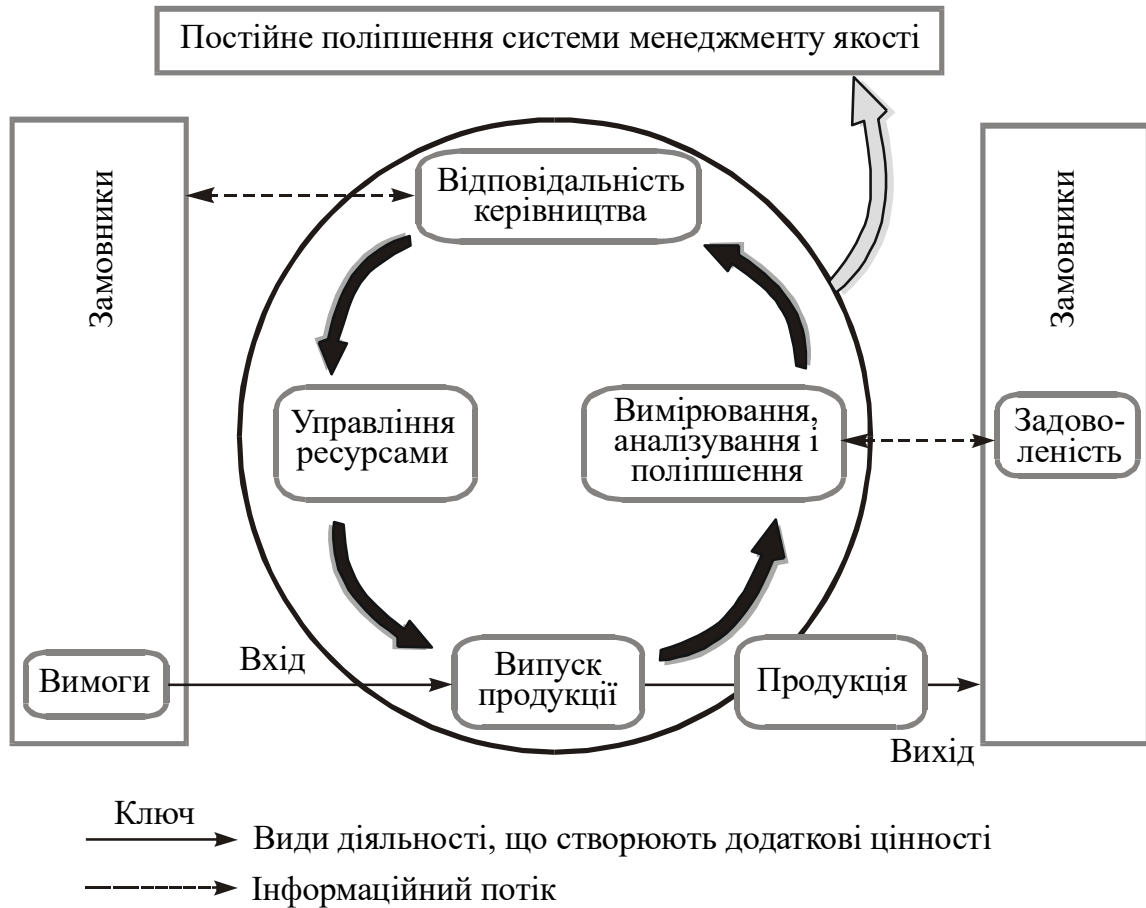 Постійне поліпшення системи менеджменту якості
Замовники
Відповідальність
керівництва
Замовники
Управління
ресурсами
Вимірювання,
аналізування і
поліпшення
Задово-
леність
Вимоги
Вхід
Випуск
продукції
Продукція
Вихід
Ключ
Види діяльності, що створюють додаткові цінності
Інформаційний потік